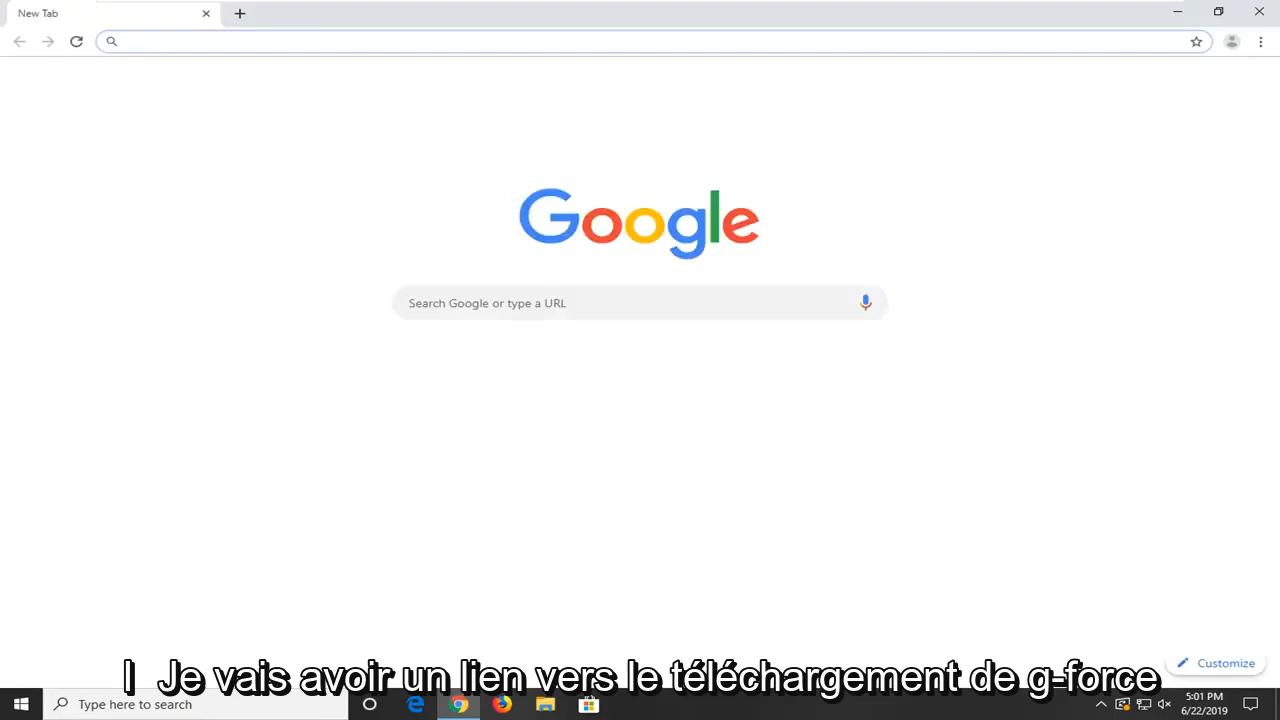 New Tab
Google
Search Google or type a URL
Customize
| Je vais avoir un lien vers le téléchargement de g-force
Type here to search
5:01 PM
6/22/2019